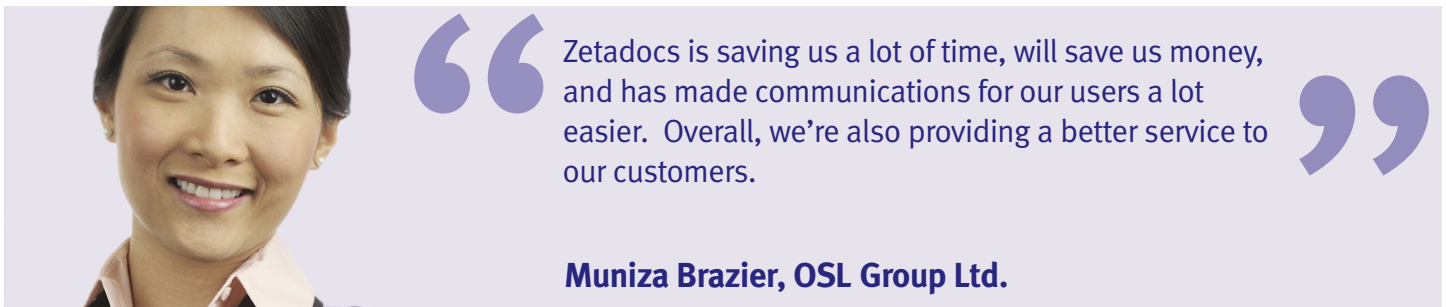 “ Zetadocs is saving us a lot of time, will save us money,
and has made communications for our users a lot
easier.  Overall, we’re also providing a better service to
our customers. ”
Muniza Brazier, OSL Group Ltd.